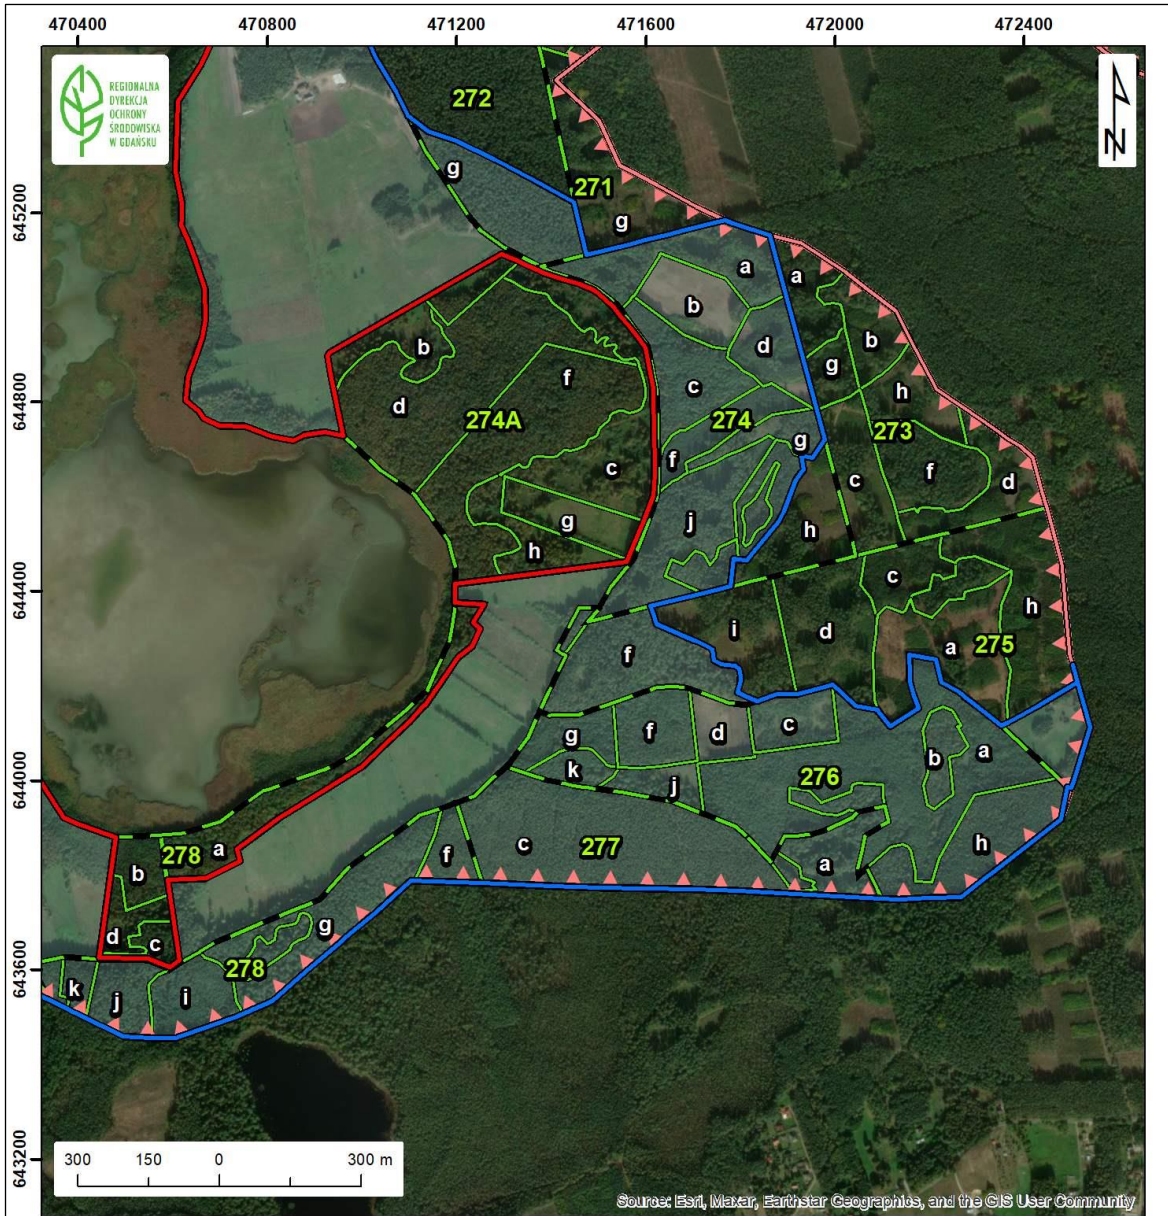 470400 470800 471200 471600 472000 472400
REGIONALNA
DYREKCJA
OCHRONY
ŚRODOWISKA
W GDAŃSKU
N
272
g
271
g
645200
a
a
b
b
d
b
g
f
c
h
d
644800
274A
274
273
g
f
c
f
c
d
g
j
h
h
644400
c
h
i
d
275
a
f
g
f
d
c
a
b
k
276
644000
j
278
a
f
c
277
a
h
b
g
d
c
278
643600
k
j
i
643200
300 150 0 300 m
Source: Esri, Maxar, Earthstar Geographics, and the GIS User Community